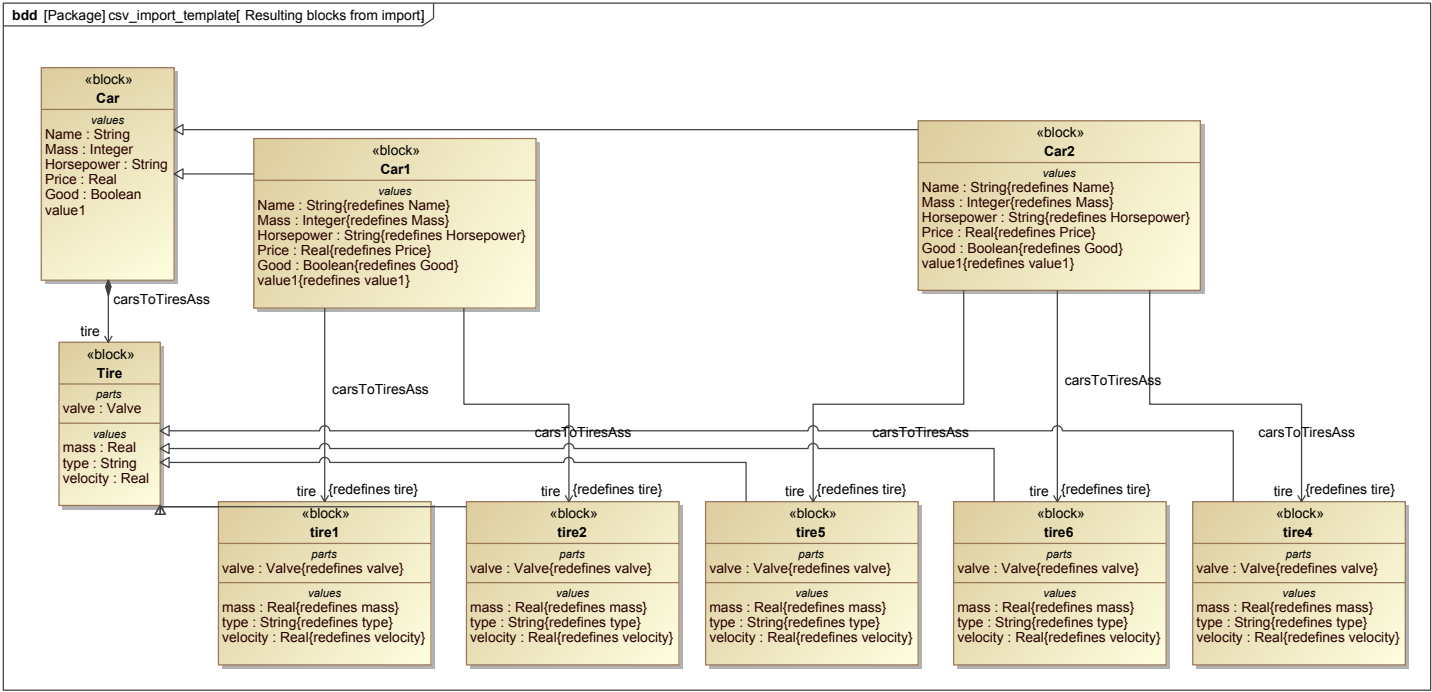 bdd [Package] csv_import_template[ Resulting blocks from import]
«block»
Car
values
Name : String
Mass : Integer
Horsepower : String
Price : Real
Good : Boolean
value1
«block»
Car1
values
Name : String{redefines Name}
Mass : Integer{redefines Mass}
Horsepower : String{redefines Horsepower}
Price : Real{redefines Price}
Good : Boolean{redefines Good}
value1{redefines value1}
«block»
Car2
values
Name : String{redefines Name}
Mass : Integer{redefines Mass}
Horsepower : String{redefines Horsepower}
Price : Real{redefines Price}
Good : Boolean{redefines Good}
value1{redefines value1}
carsToTiresAss
tire
«block»
Tire
parts
valve : Valve
values
mass : Real
type : String
velocity : Real
carsToTiresAss
carsToTiresAss
carsToTiresAss
carsToTiresAss
carsToTiresAss
tire {redefines tire}
tire {redefines tire}
tire {redefines tire}
tire {redefines tire}
tire {redefines tire}
«block»
tire1
parts
valve : Valve{redefines valve}
values
mass : Real{redefines mass}
type : String{redefines type}
velocity : Real{redefines velocity}
«block»
tire2
parts
valve : Valve{redefines valve}
values
mass : Real{redefines mass}
type : String{redefines type}
velocity : Real{redefines velocity}
«block»
tire5
parts
valve : Valve{redefines valve}
values
mass : Real{redefines mass}
type : String{redefines type}
velocity : Real{redefines velocity}
«block»
tire6
parts
valve : Valve{redefines valve}
values
mass : Real{redefines mass}
type : String{redefines type}
velocity : Real{redefines velocity}
«block»
tire4
parts
valve : Valve{redefines valve}
values
mass : Real{redefines mass}
type : String{redefines type}
velocity : Real{redefines velocity}